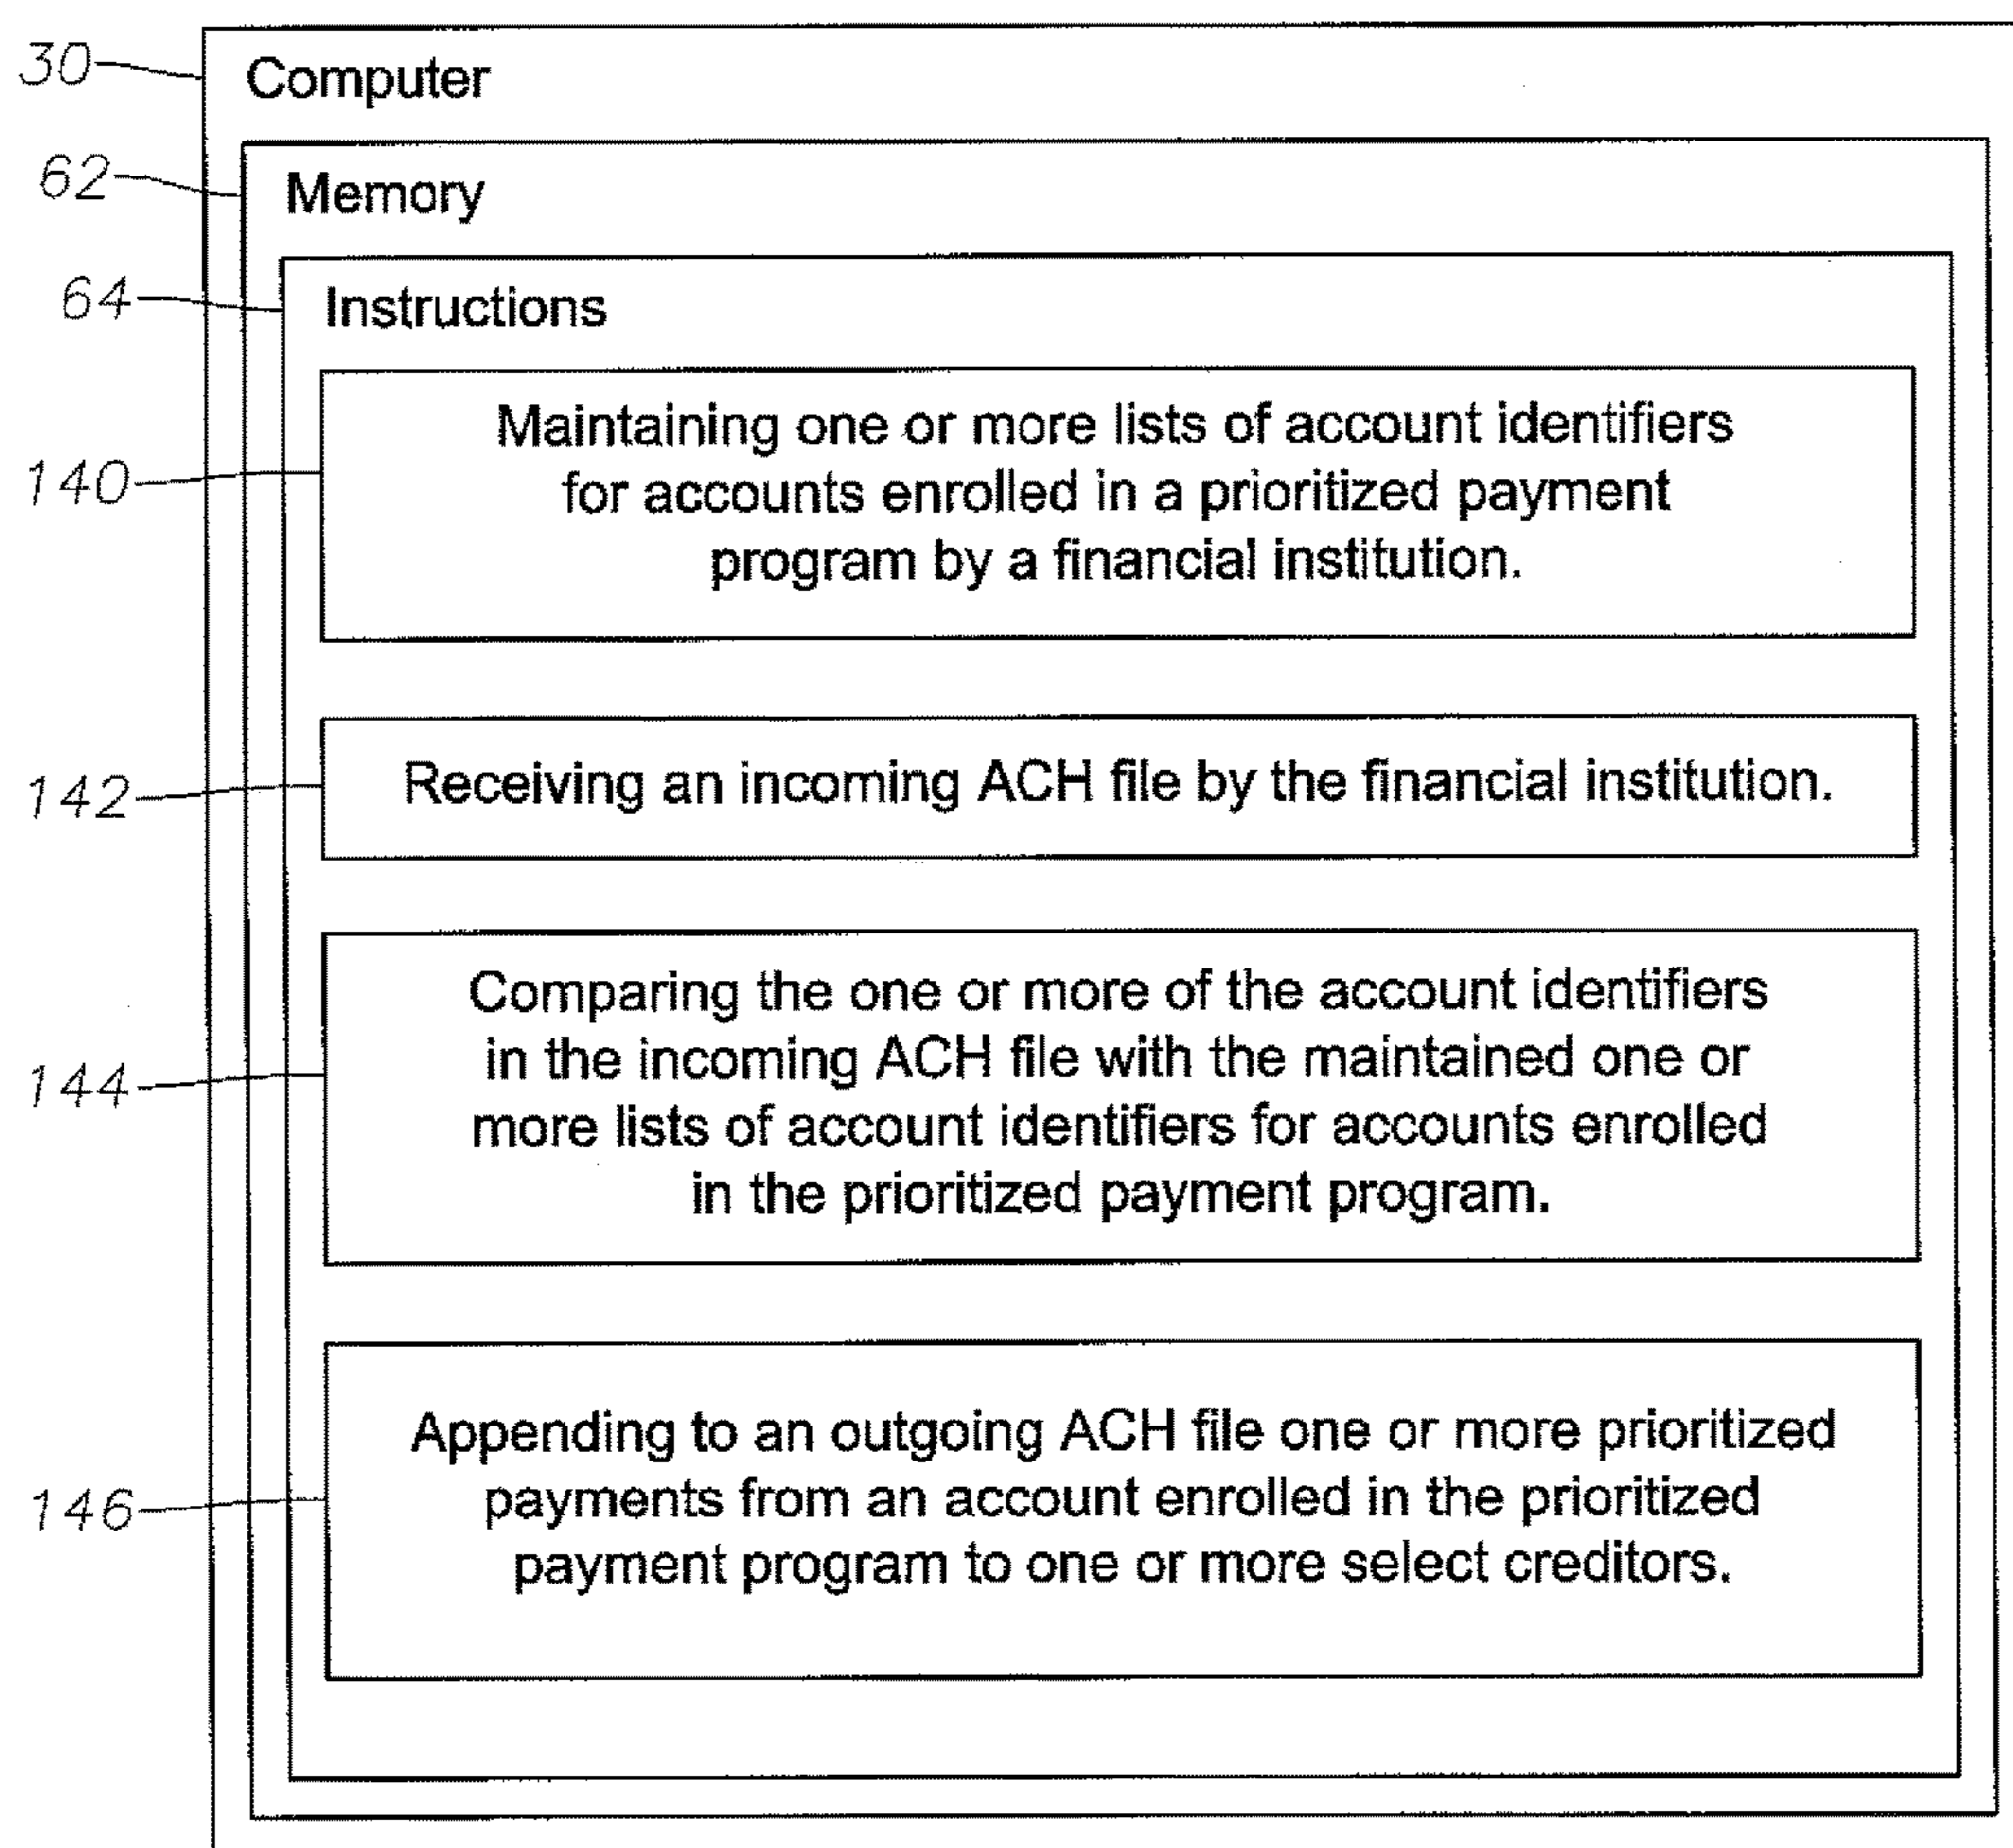 30
Computer
62
Memory
64
Instructions
140
Maintaining one or more lists of account identifiers
for accounts enrolled in a prioritized payment
program by a financial institution.
142
Receiving an incoming ACH file by the financial institution.
144
Comparing the one or more of the account identifiers
in the incoming ACH file with the maintained one or
more lists of account identifiers for accounts enrolled
in the prioritized payment program.
146
Appending to an outgoing ACH file one or more prioritized
payments from an account enrolled in the prioritized
payment program to one or more select creditors.